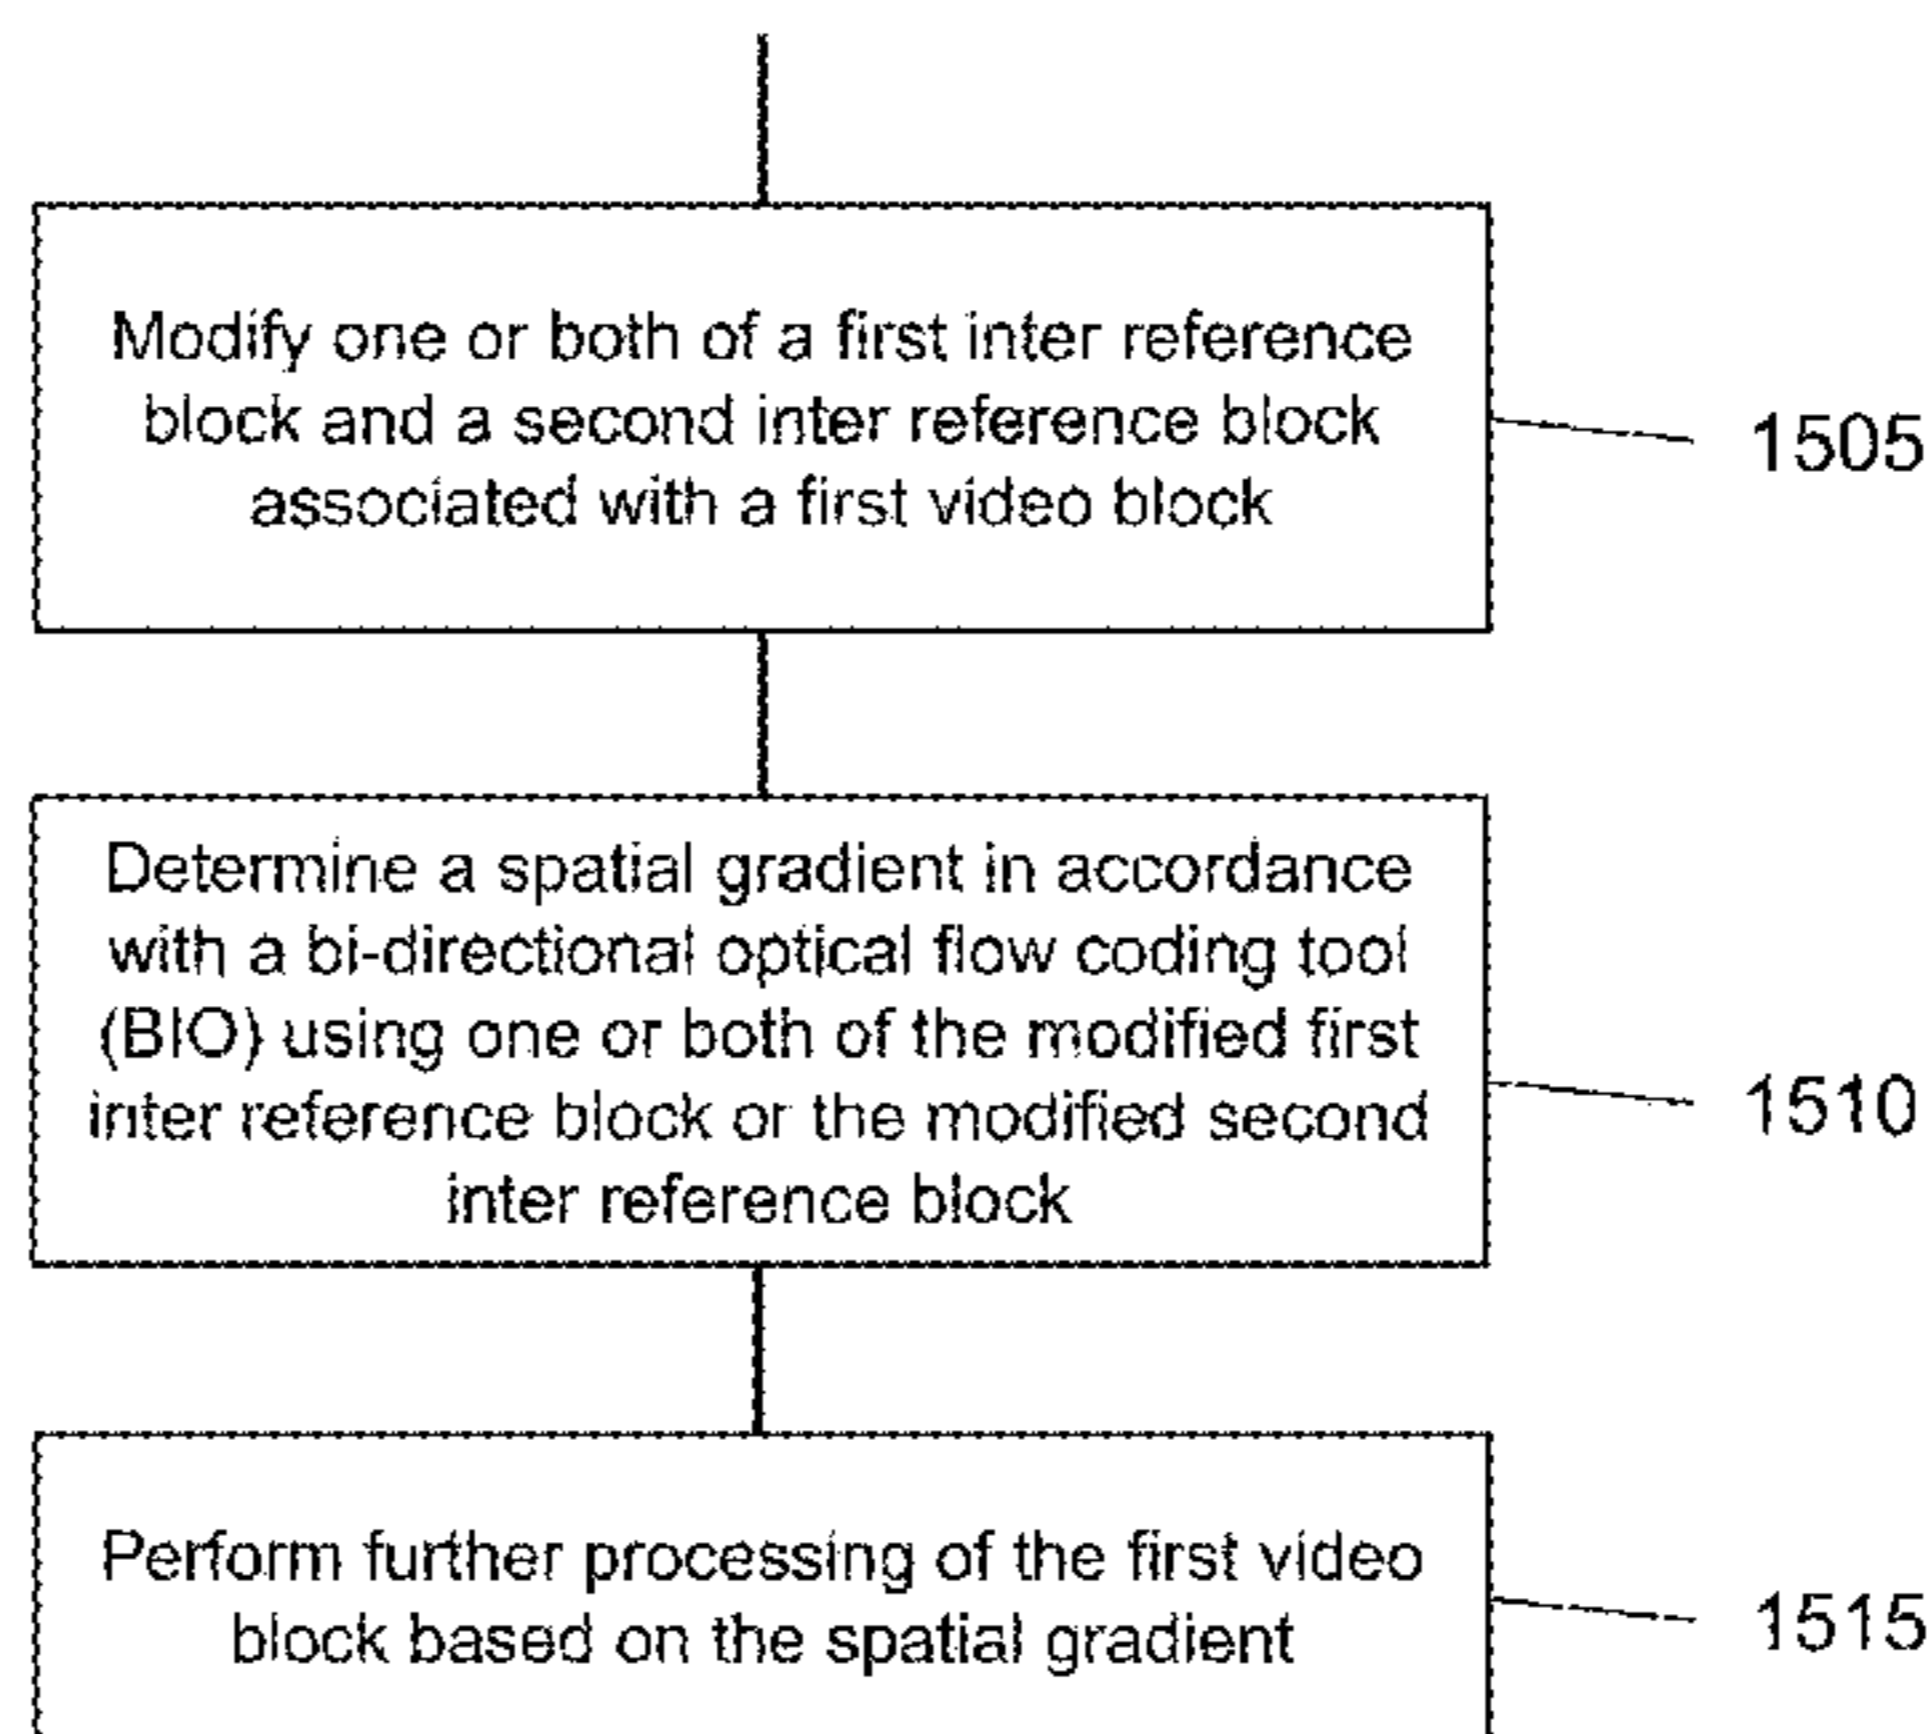 Modify one or both of a first inter reference
block and a second inter reference block
associated with a first video block
1505
Determine a spatial gradient in accordance
with a bi-directional optical flow coding tool
(BIO) using one or both of the modified first
inter reference block or the modified second
inter reference block
1510
Perform further processing of the first video
block based on the spatial gradient
1515